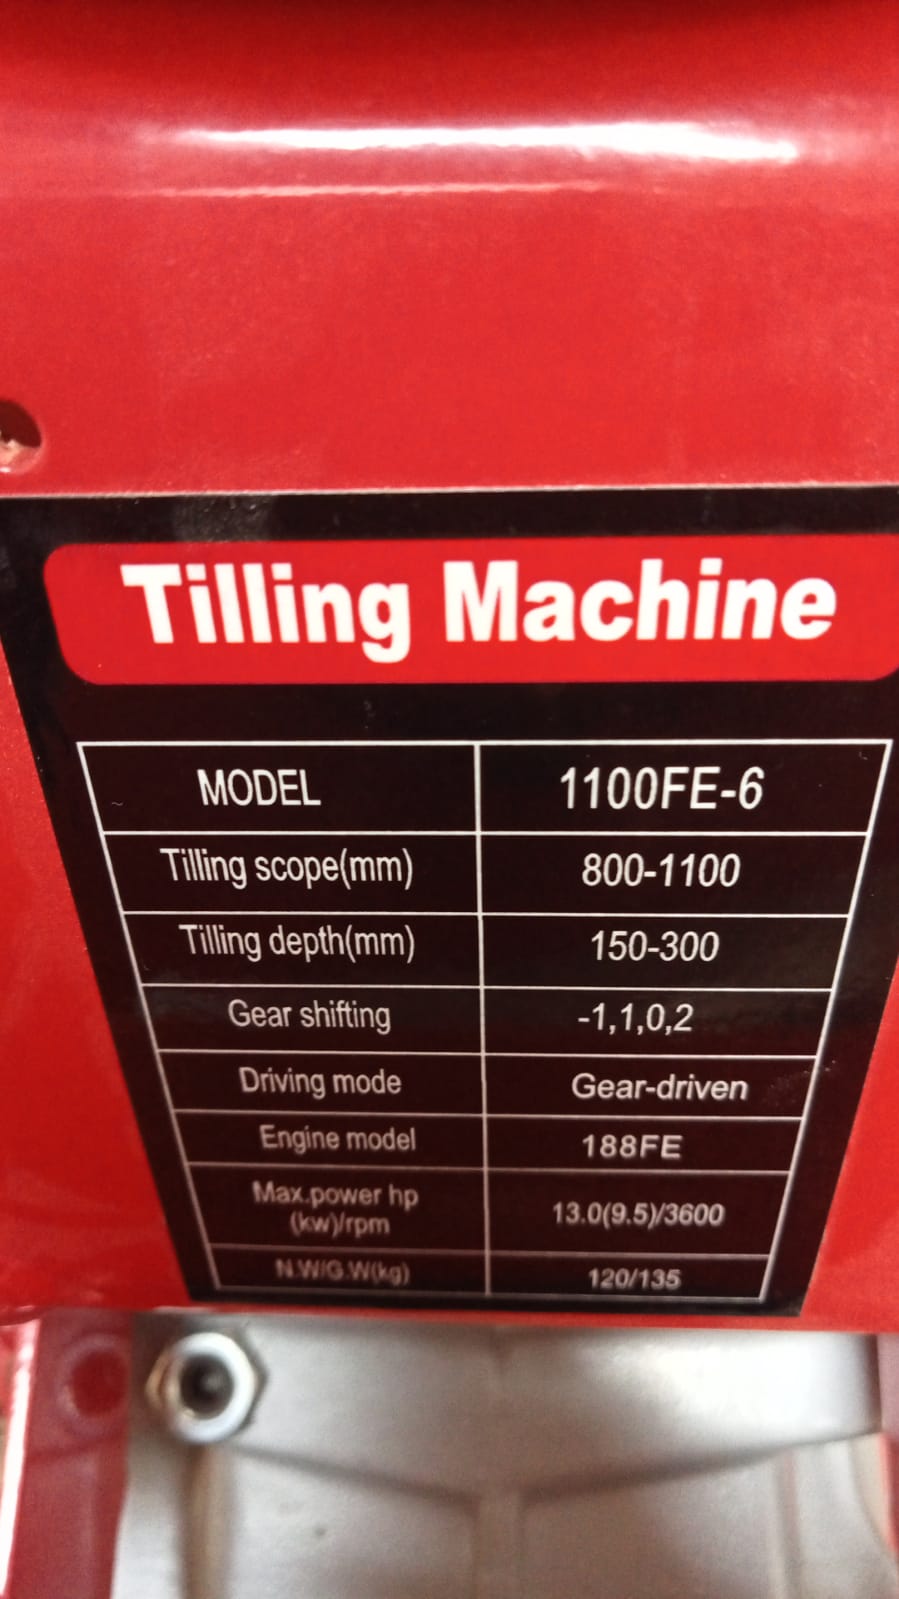 Tilling Machine
MODEL 1100FE-6
Tilling scope(mm) 800-1100
Tilling depth(mm) 150-300
Gear shifting -1,1,0,2
Driving mode Gear-driven
Engine model 188FE
Max.power hp
(kw)/rpm 13.0(9.5)/3600
N.W/G.W(kg) 120/135